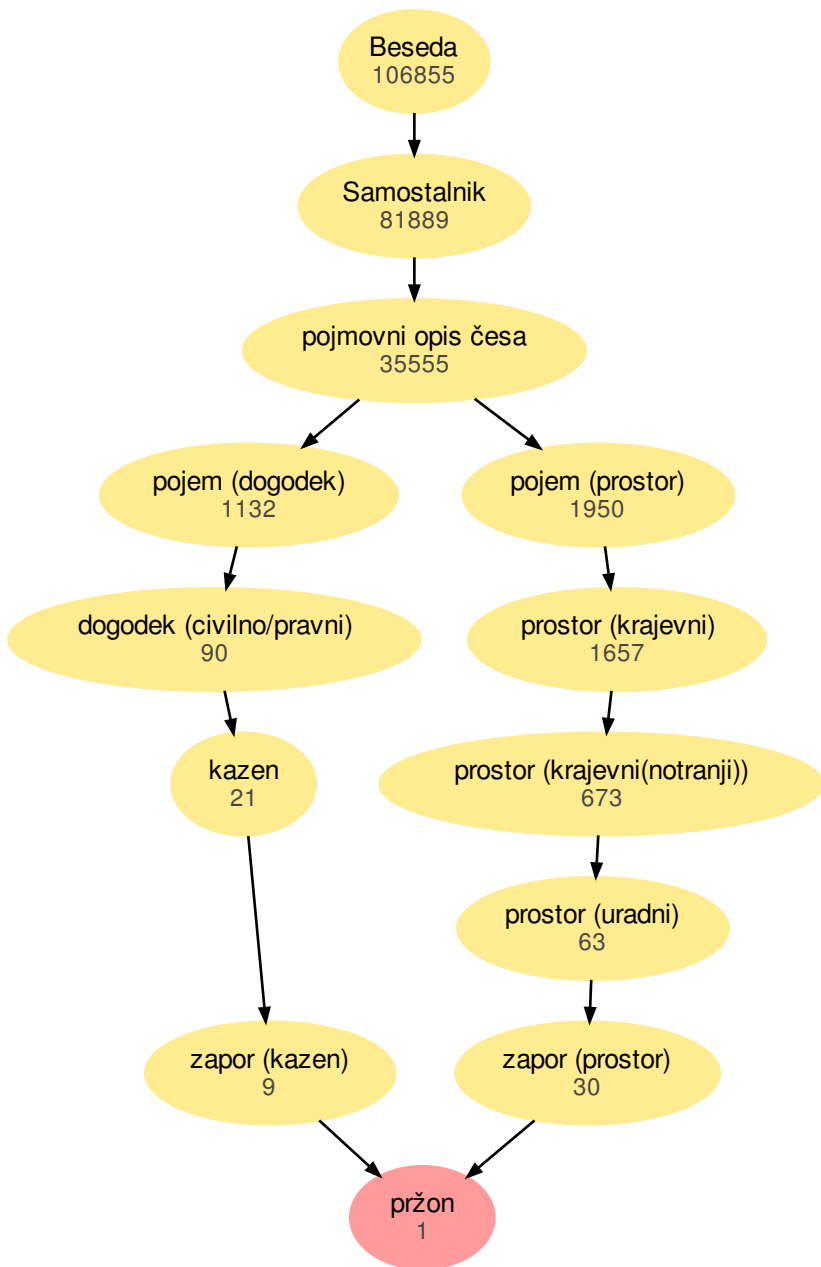 Beseda
106855
Samostalnik
81889
pojmovni opis česa
35555
pojem (dogodek)
1132
pojem (prostor)
1950
dogodek (civilno/pravni)
90
prostor (krajevni)
1657
kazen
21
prostor (krajevni(notranji))
673
prostor (uradni)
63
zapor (kazen)
9
zapor (prostor)
30
pržon
1